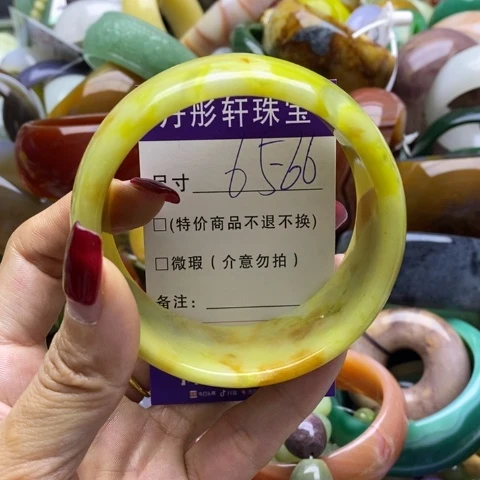 彤轩珠宝
尺寸 65-66
□(特价商品不退不换)
□微瑕(介意勿拍)
备注: